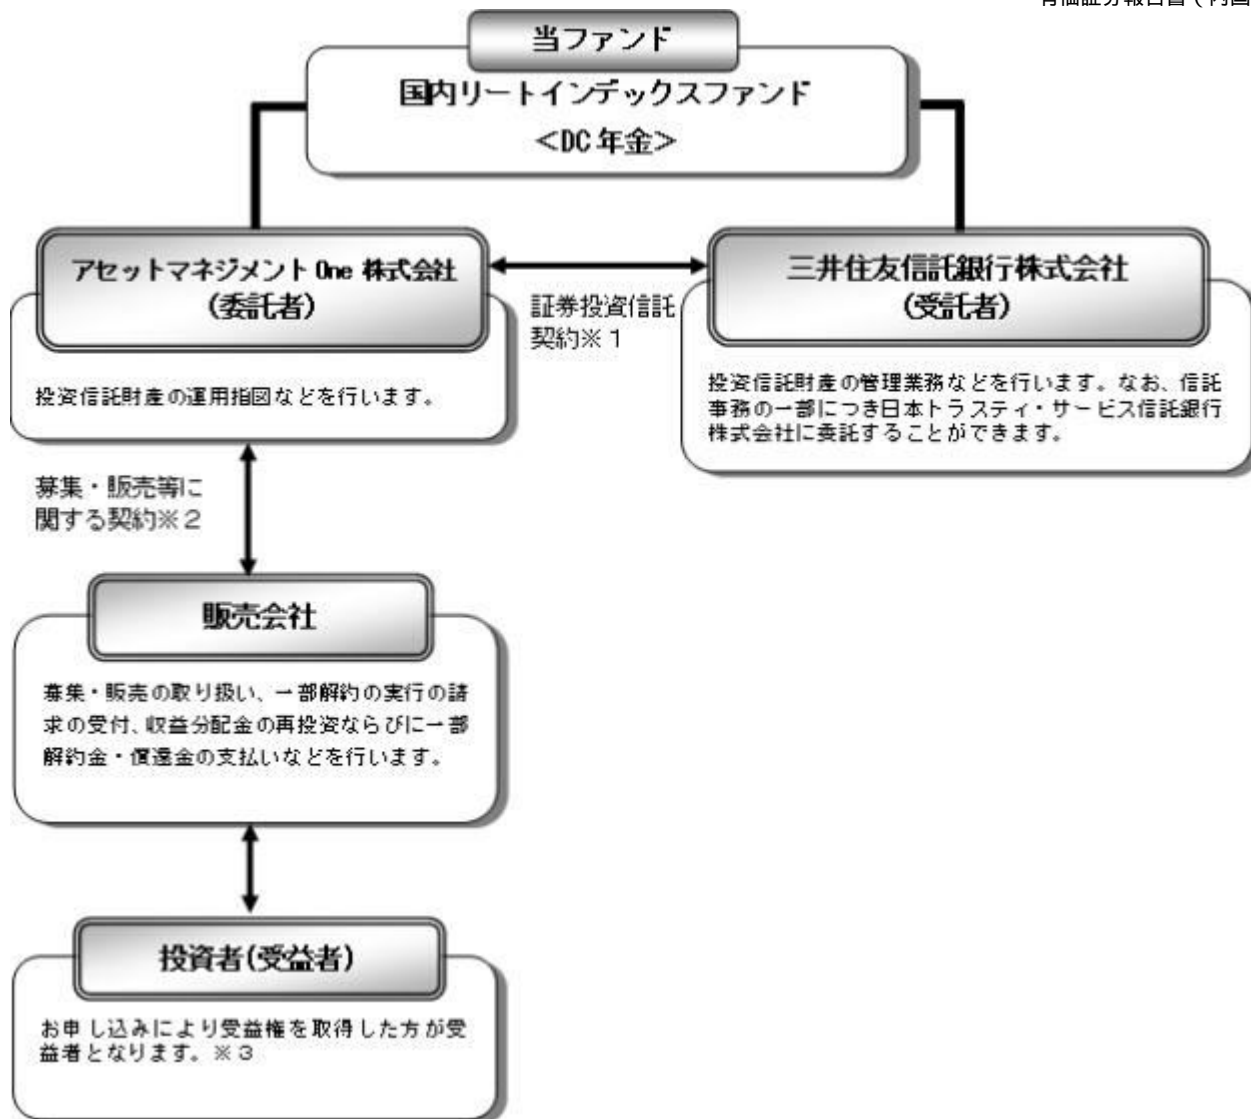 当ファンド
国内リートインデックスファンド
＜DC年金＞
アセットマネジメントOne 株式会社
(委託者)
投資信託財産の運用指図などを行います。
証券投資信託
契約※１
三井住友信託銀行株式会社
(受託者)
投資信託財産の管理業務などを行います。なお、信託
事務の一部につき日本トラスティ・サービス信託銀行
株式会社に委託することができます。
募集・販売等に
関する契約※２
販売会社
募集・販売の取り扱い、一部解約の実行の請
求の受付、収益分配金の再投資ならびに一部
解約金・償還金の支払いなどを行います。
投資者(受益者)
お申し込みにより受益権を取得した方が受
益者となります。※３